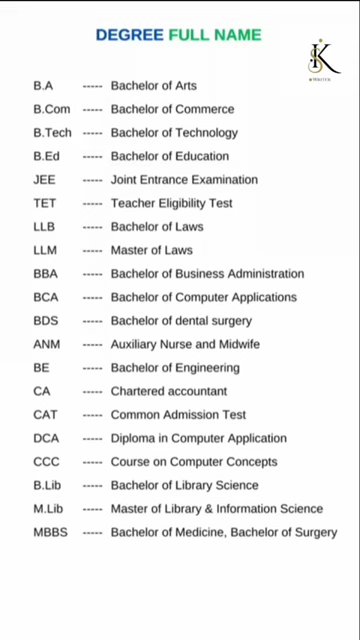 DEGREE FULL NAME
B.A ----- Bachelor of Arts
B.Com ----- Bachelor of Commerce
B.Tech ----- Bachelor of Technology
B.Ed ----- Bachelor of Education
JEE ----- Joint Entrance Examination
TET ----- Teacher Eligibility Test
LLB ----- Bachelor of Laws
LLM ----- Master of Laws
BBA ----- Bachelor of Business Administration
BCA ----- Bachelor of Computer Applications
BDS ----- Bachelor of dental surgery
ANM ----- Auxiliary Nurse and Midwife
BE ----- Bachelor of Engineering
CA ----- Chartered accountant
CAT ----- Common Admission Test
DCA ----- Diploma in Computer Application
CCC ----- Course on Computer Concepts
B.Lib ----- Bachelor of Library Science
M.Lib ----- Master of Library & Information Science
MBBS ----- Bachelor of Medicine, Bachelor of Surgery